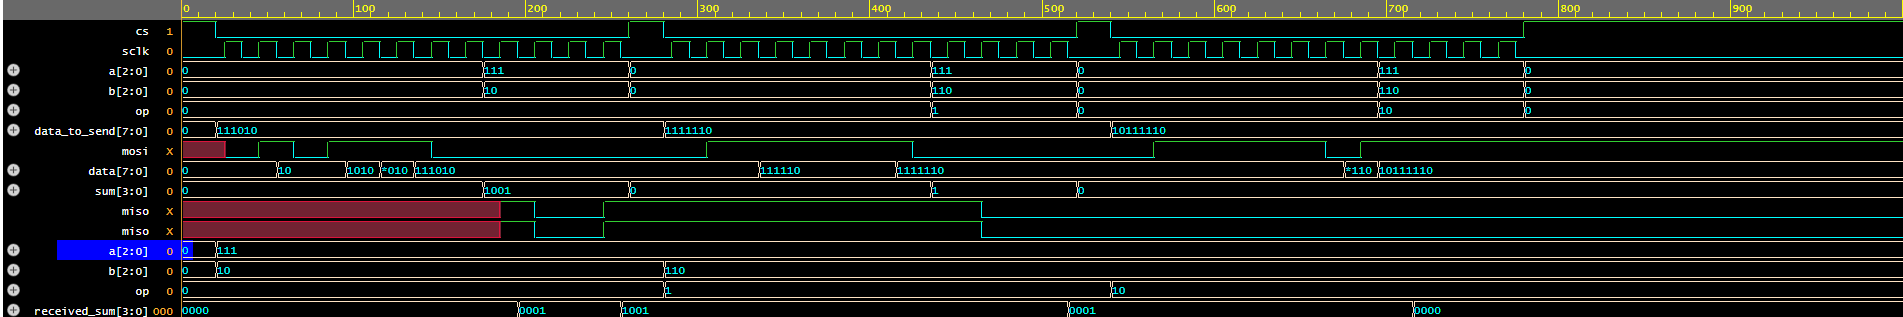 0 100 200 300 400 500 600 700 800 900
cs 1
sclk 0
a[2:0] 0 0 111 0 111 0 111 0
b[2:0] 0 0 10 0 110 0 110 0
op 0 0 1 0 10 0
data_to_send[7:0] 0 0 111010 1111110 10111110
mosi X
data[7:0] 0 0 10 1010 *010 111010 111110 1111110 *110 10111110
sum[3:0] 0 0 1001 0 1 0
miso X
miso X
a[2:0] 0 0 111
b[2:0] 0 0 10 110
op 0 0 1 10
received_sum[3:0] 000 0000 0001 1001 0001 0000